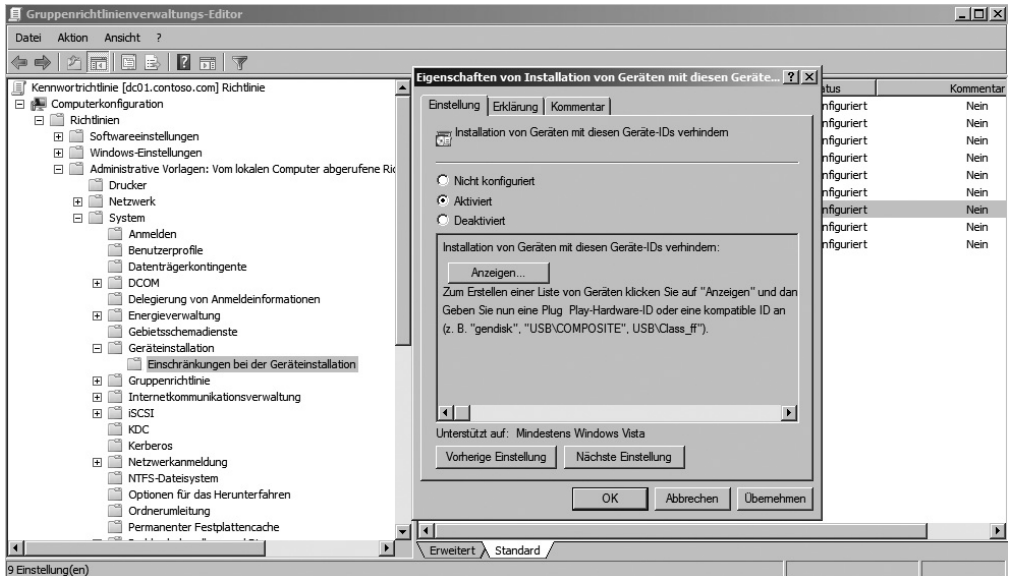 Gruppenrichtlinienverwaltungs-Editor
Datei Aktion Ansicht ?
Kennwortrichtlinie [dc01.contoso.com] Richtlinie
Computerkonfiguration
Richtlinien
Softwareeinstellungen
Windows-Einstellungen
Administrative Vorlagen: Vom lokalen Computer abgerufene Ric
Drucker
Netzwerk
System
Anmelden
Benutzerprofile
Datenträgerkontingente
DCOM
Delegierung von Anmeldeinformationen
Energieverwaltung
Gebietsschemadienste
Geräteinstallation
Einschränkungen bei der Geräteinstallation
Gruppenrichtlinie
Internetkommunikationsverwaltung
iSCSI
KDC
Kerberos
Netzwerkanmeldung
NTFS-Dateisystem
Optionen für das Herunterfahren
Ordnerumleitung
Permanenter Festplattencache
Eigenschaften von Installation von Geräten mit diesen Geräte... ? X
Einstellung Erklärung Kommentar
Installation von Geräten mit diesen Geräte-IDs verhindern
Nicht konfiguriert
Aktiviert
Deaktiviert
Installation von Geräten mit diesen Geräte-IDs verhindern:
Anzeigen...
Zum Erstellen einer Liste von Geräten klicken Sie auf "Anzeigen" und dan
Geben Sie nun eine Plug Play-Hardware-ID oder eine kompatible ID an
(z. B. "gendisk", "USB\COMPOSITE", USB\Class_ff").
Unterstützt auf: Mindestens Windows Vista
Vorherige Einstellung Nächste Einstellung
OK Abbrechen Übernehmen
atus Kommentar
nfiguriert Nein
nfiguriert Nein
nfiguriert Nein
nfiguriert Nein
nfiguriert Nein
nfiguriert Nein
nfiguriert Nein
nfiguriert Nein
nfiguriert Nein
Erweitert Standard
9 Einstellung(en)